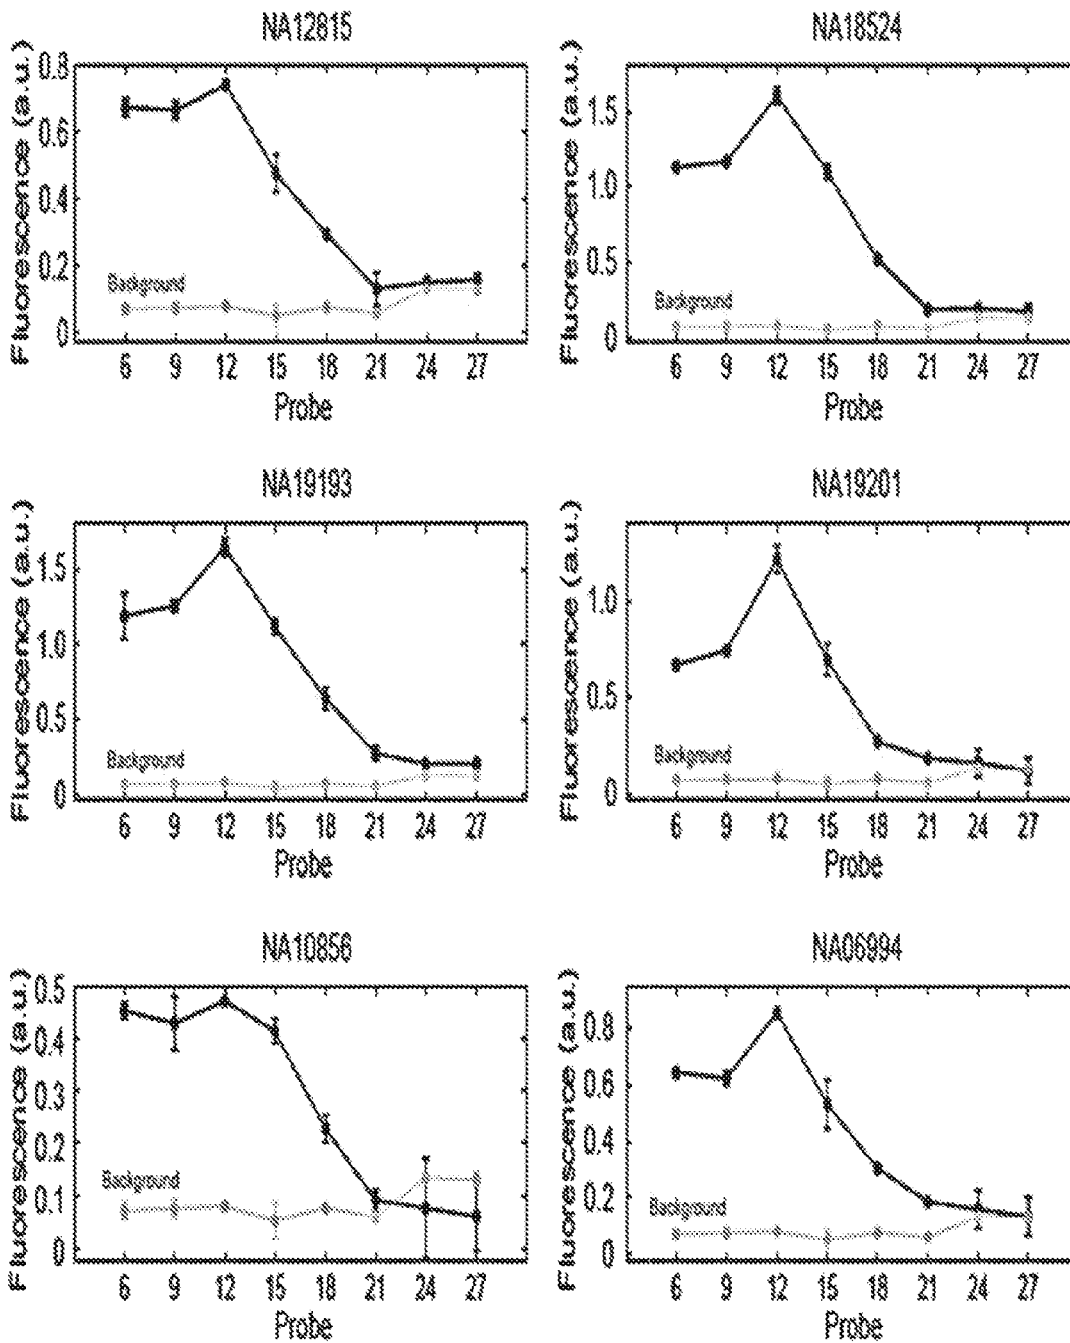 NA12815
Fluorescence (a.u.)
0.8
0.6
0.4
0.2
0
Background
6 9 12 15 18 21 24 27
Probe
NA18524
Fluorescence (a.u.)
1.5
1.0
0.5
0
Background
6 9 12 15 18 21 24 27
Probe
NA19193
Fluorescence (a.u.)
1.5
1.0
0.5
0
Background
6 9 12 15 18 21 24 27
Probe
NA19201
Fluorescence (a.u.)
1.0
0.5
0
Background
6 9 12 15 18 21 24 27
Probe
NA10856
Fluorescence (a.u.)
0.5
0.4
0.3
0.2
0.1
0
Background
6 9 12 15 18 21 24 27
Probe
NA06994
Fluorescence (a.u.)
0.8
0.6
0.4
0.2
0
Background
6 9 12 15 18 21 24 27
Probe